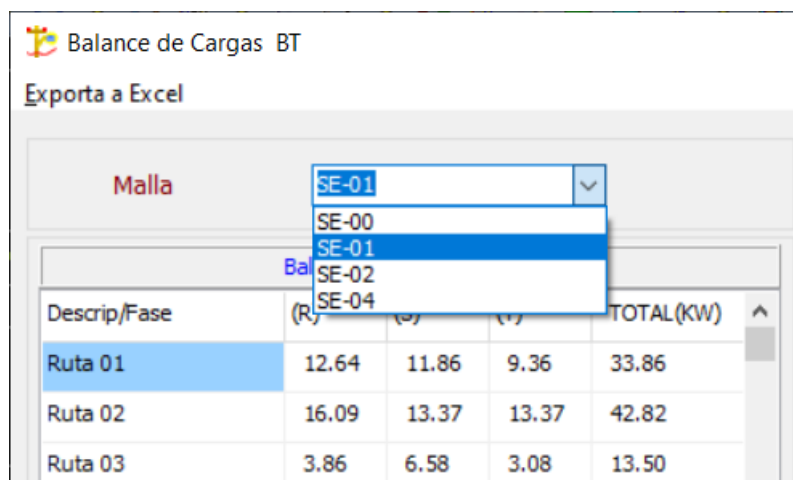 Balance de Cargas BT
Exporta a Excel
Malla SE-01
SE-00
SE-01
SE-02
SE-04
Descrip/Fase (R) (S) (T) TOTAL(KW)
Ruta 01 12.64 11.86 9.36 33.86
Ruta 02 16.09 13.37 13.37 42.82
Ruta 03 3.86 6.58 3.08 13.50